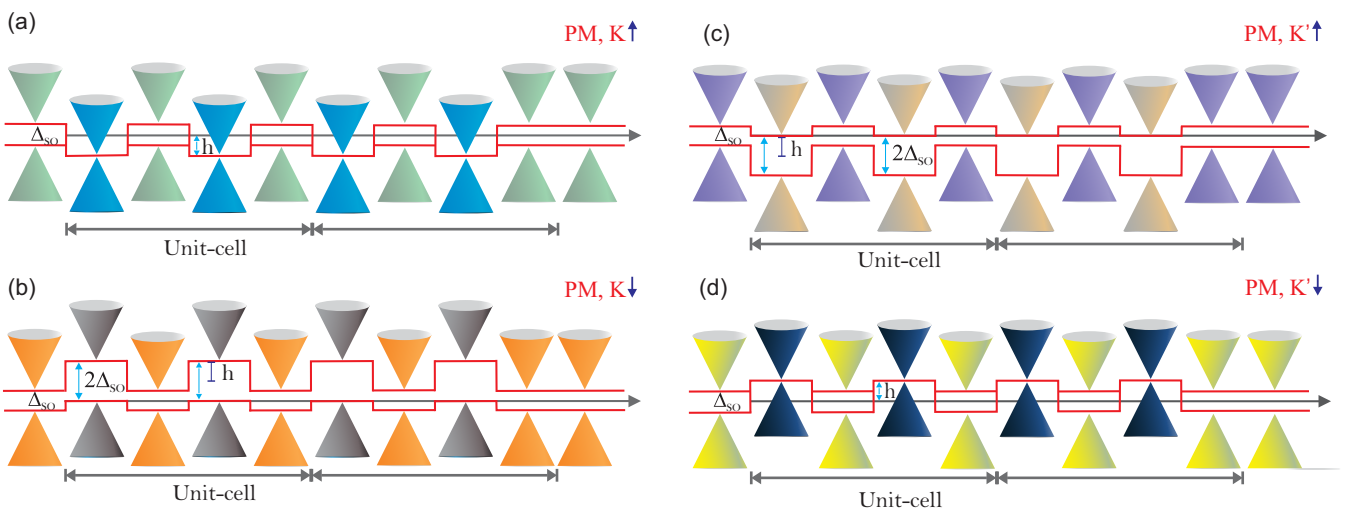 (a)
PM, K↑
Δso
h
Unit-cell
(b)
PM, K↓
2Δso
h
Δso
Unit-cell
(c)
PM, K'↑
Δso
h
2Δso
Unit-cell
(d)
PM, K'↓
h
Δso
Unit-cell